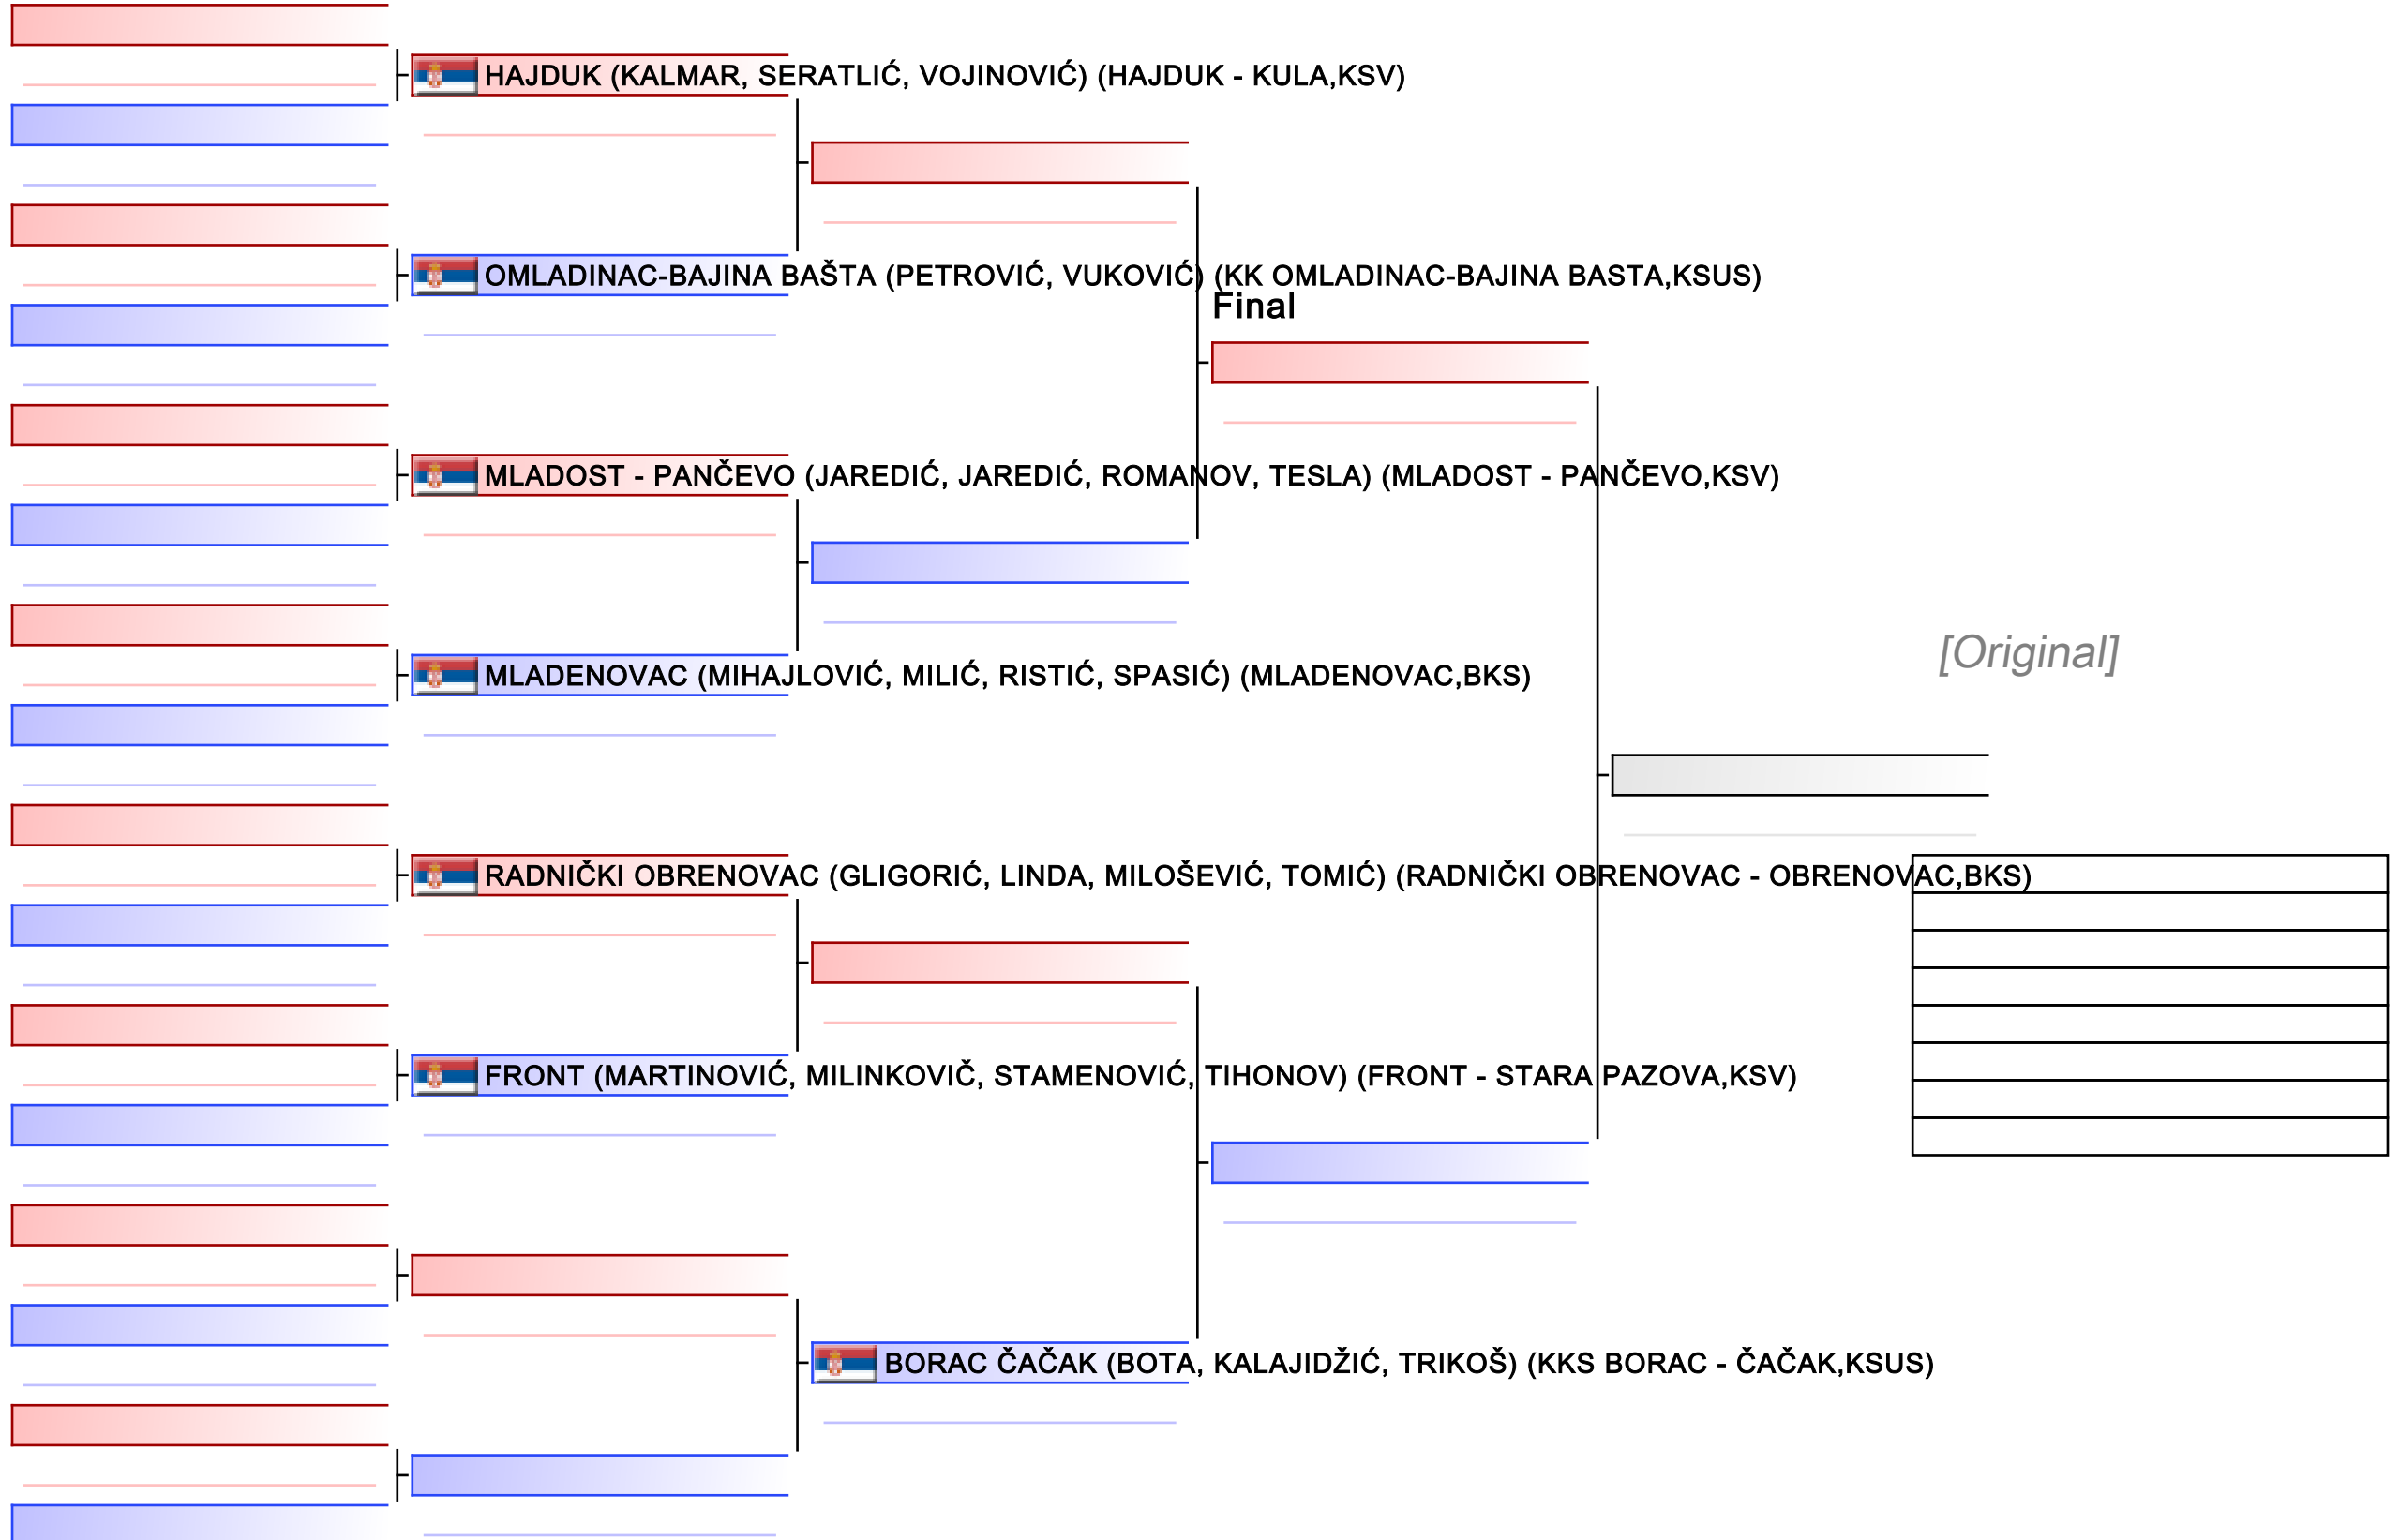 HAJDUK (KALMAR, SERATLIĆ, VOJINOVIĆ) (HAJDUK - KULA,KSV)
OMLADINAC-BAJINA BAŠTA (PETROVIĆ, VUKOVIĆ) (KK OMLADINAC-BAJINA BASTA,KSUS)
Final
MLADOST - PANČEVO (JAREDIĆ, JAREDIĆ, ROMANOV, TESLA) (MLADOST - PANČEVO,KSV)
[Original]
MLADENOVAC (MIHAJLOVIĆ, MILIĆ, RISTIĆ, SPASIĆ) (MLADENOVAC,BKS)
RADNIČKI OBRENOVAC (GLIGORIĆ, LINDA, MILOŠEVIĆ, TOMIĆ) (RADNIČKI OBRENOVAC - OBRENOVAC,BKS)
FRONT (MARTINOVIĆ, MILINKOVIČ, STAMENOVIĆ, TIHONOV) (FRONT - STARA PAZOVA,KSV)
BORAC ČAČAK (BOTA, KALAJIDŽIĆ, TRIKOŠ) (KKS BORAC - ČAČAK,KSUS)